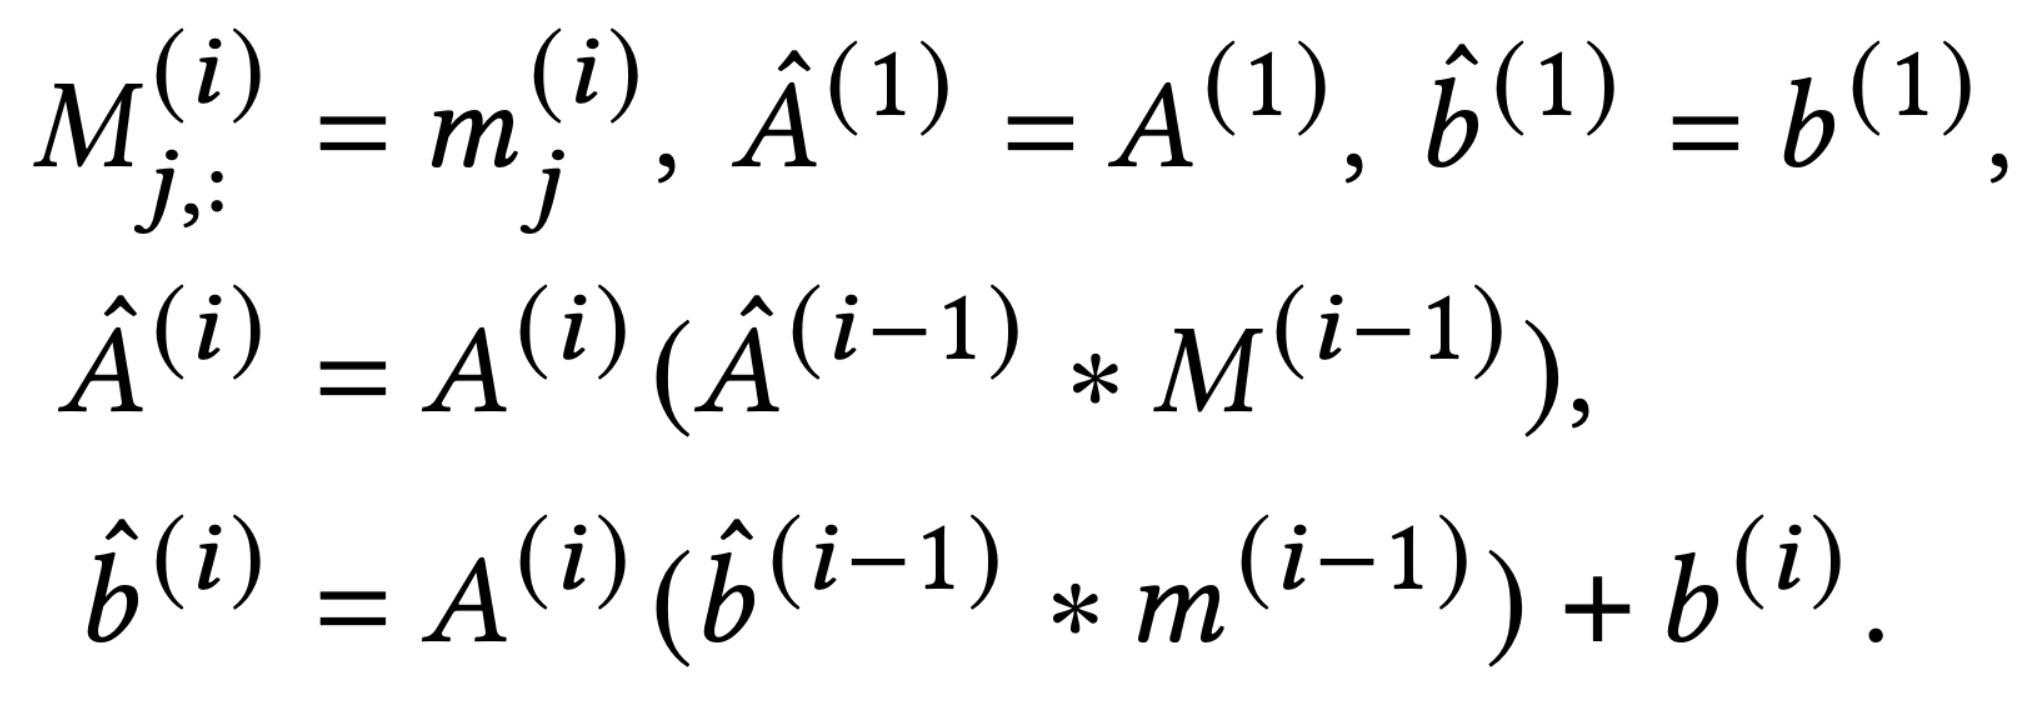 M_{j,:}^{(i)} = m_j^{(i)}, Â^{(1)} = A^{(1)}, b̂^{(1)} = b^{(1)},
Â^{(i)} = A^{(i)}(Â^{(i−1)} * M^{(i−1)}),
b̂^{(i)} = A^{(i)}(b̂^{(i−1)} * m^{(i−1)}) + b^{(i)}.